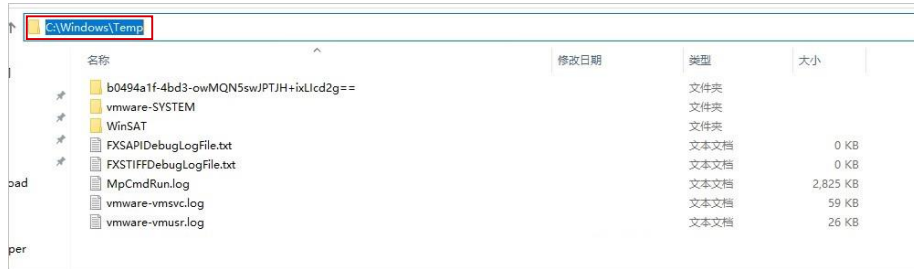 C:\Windows\Temp
名称 修改日期 类型 大小
b0494a1f-4bd3-owMQN5swJPTJH+ixLIcd2g== 文件夹
vmware-SYSTEM 文件夹
WinSAT 文件夹
FXSAPIDebugLogFile.txt 文本文档 0 KB
FXSTIFFDebugLogFile.txt 文本文档 0 KB
oad MpCmdRun.log 文本文档 2,825 KB
vmware-vmsvc.log 文本文档 59 KB
vmware-vmusr.log 文本文档 26 KB
per